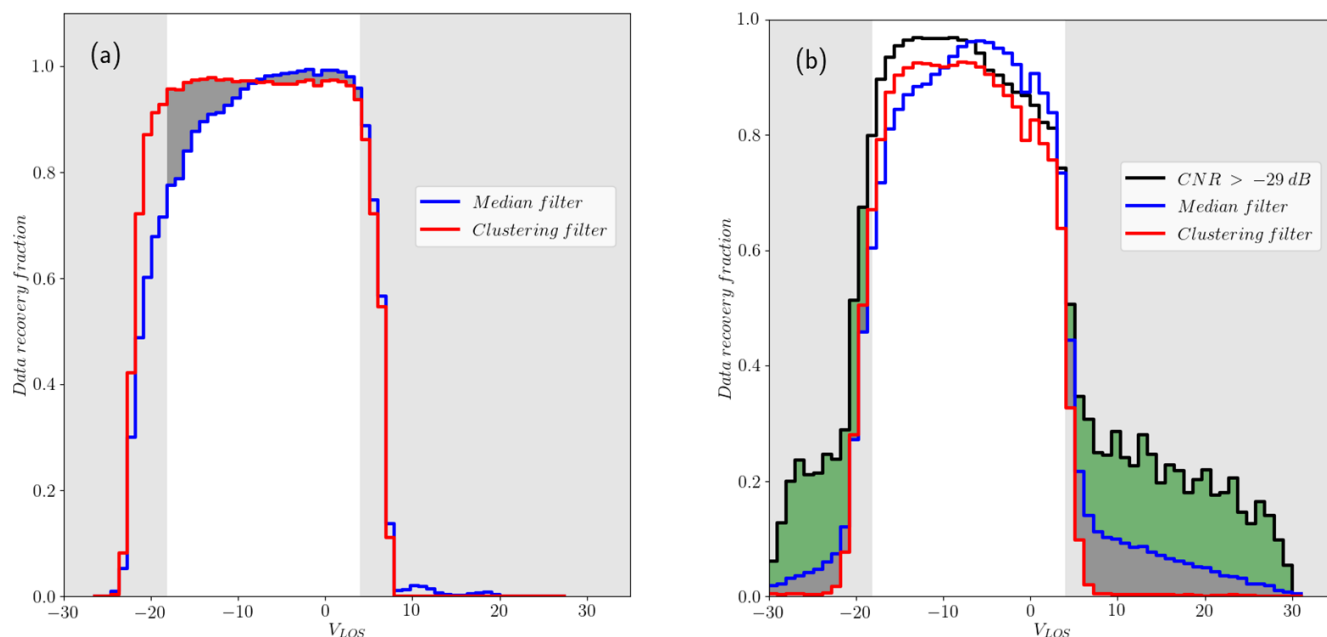 (a)
Data recovery fraction
1.0
0.8
0.6
0.4
0.2
0.0
Median filter
Clustering filter
−30
−20
−10
0
10
20
30
V_LOS
(b)
Data recovery fraction
1.0
0.8
0.6
0.4
0.2
0.0
CNR > −29 dB
Median filter
Clustering filter
−30
−20
−10
0
10
20
30
V_LOS